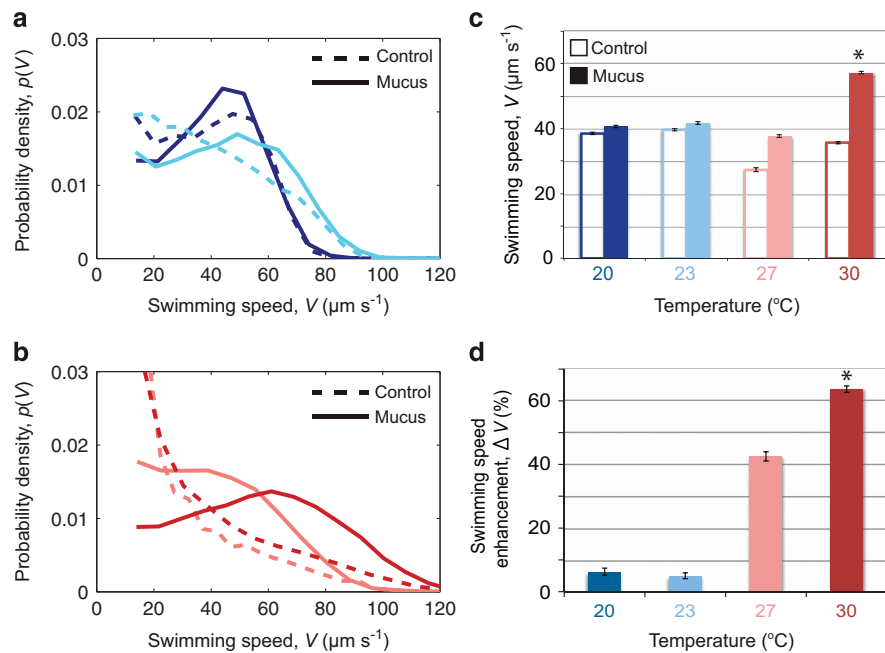 a
0.03
0.02
0.01
0
Probability density, p(V)
Control
Mucus
0 20 40 60 80 100 120
Swimming speed, V (µm s⁻¹)
b
0.03
0.02
0.01
0
Probability density, p(V)
Control
Mucus
0 20 40 60 80 100 120
Swimming speed, V (µm s⁻¹)
c
60
40
20
0
Swimming speed, V (µm s⁻¹)
Control
Mucus
*
20 23 27 30
Temperature (°C)
d
60
40
20
0
Swimming speed
enhancement, Δ V (%)
*
20 23 27 30
Temperature (°C)